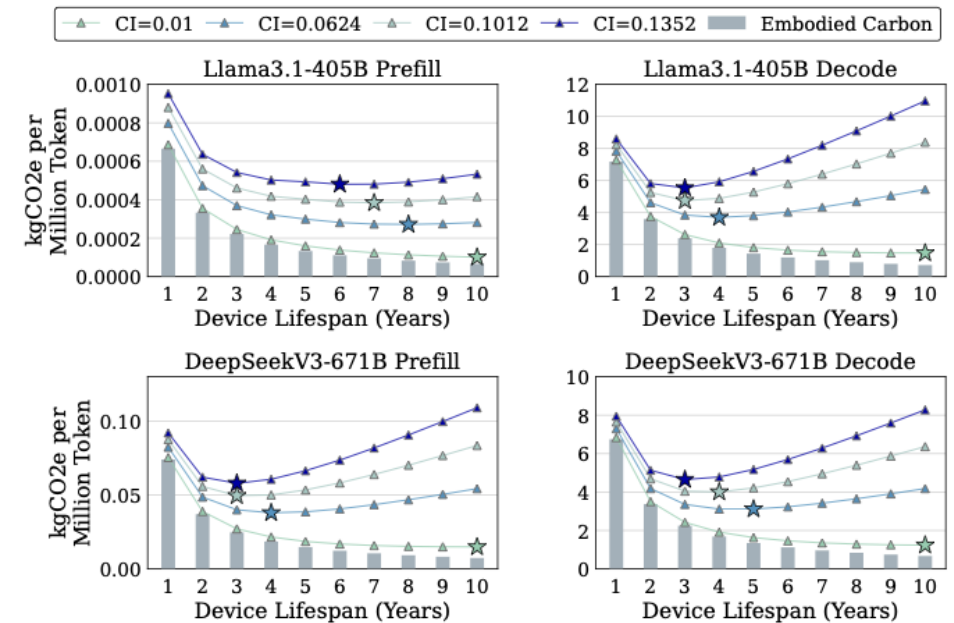 CI=0.01 CI=0.0624 CI=0.1012 CI=0.1352 Embodied Carbon
Llama3.1-405B Prefill
kgCO2e per
Million Token
0.0010
0.0008
0.0006
0.0004
0.0002
0.0000
1 2 3 4 5 6 7 8 9 10
Device Lifespan (Years)
Llama3.1-405B Decode
12
10
8
6
4
2
0
1 2 3 4 5 6 7 8 9 10
Device Lifespan (Years)
DeepSeekV3-671B Prefill
kgCO2e per
Million Token
0.10
0.05
0.00
1 2 3 4 5 6 7 8 9 10
Device Lifespan (Years)
DeepSeekV3-671B Decode
10
8
6
4
2
0
1 2 3 4 5 6 7 8 9 10
Device Lifespan (Years)